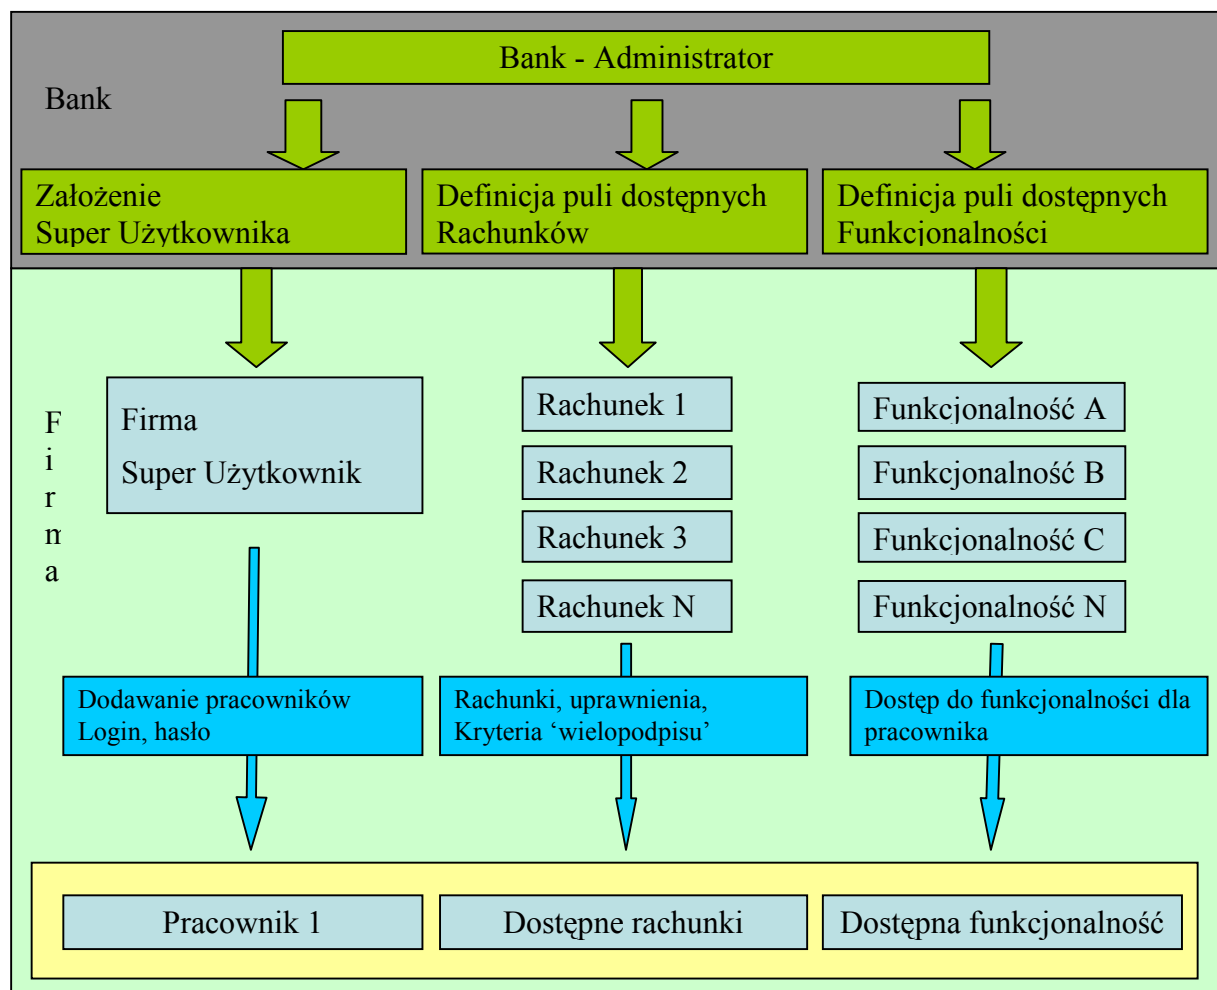 Bank - Administrator
Bank
Założenie
Super Użytkownika
Definicja puli dostępnych
Rachunków
Definicja puli dostępnych
Funkcjonalności
F
i
r
m
a
Firma
Super Użytkownik
Rachunek 1
Rachunek 2
Rachunek 3
Rachunek N
Funkcjonalność A
Funkcjonalność B
Funkcjonalność C
Funkcjonalność N
Dodawanie pracowników
Login, hasło
Rachunki, uprawnienia,
Kryteria ‘wielopodpisu’
Dostęp do funkcjonalności dla
pracownika
Pracownik 1
Dostępne rachunki
Dostępna funkcjonalność